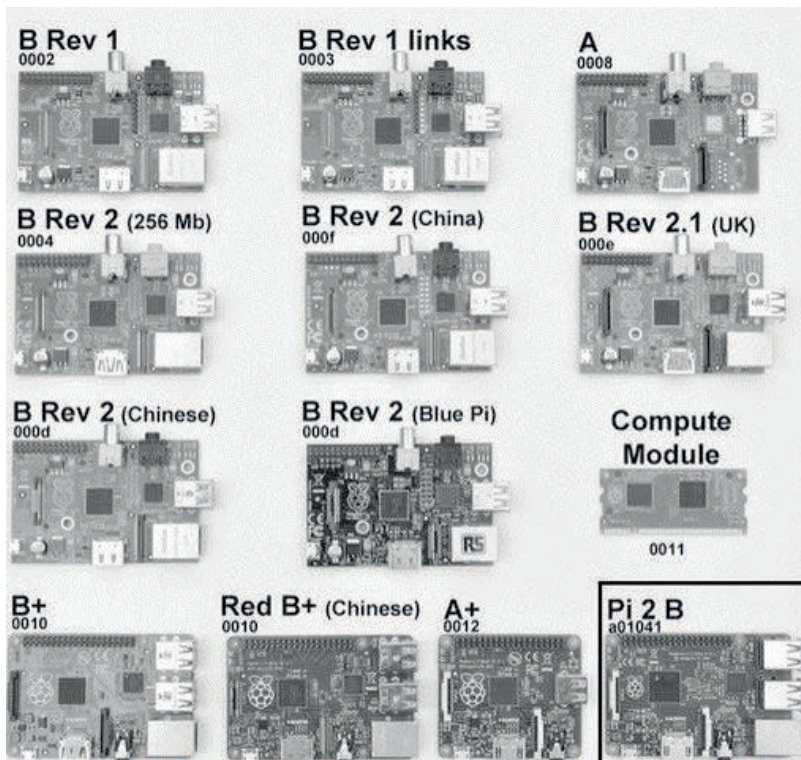 B Rev 1
0002
B Rev 1 links
0003
A
0008
B Rev 2 (256 Mb)
0004
B Rev 2 (China)
000f
B Rev 2.1 (UK)
000e
B Rev 2 (Chinese)
000d
B Rev 2 (Blue Pi)
000d
RS
Compute
Module
0011
B+
0010
Red B+ (Chinese)
0010
A+
0012
Pi 2 B
a01041